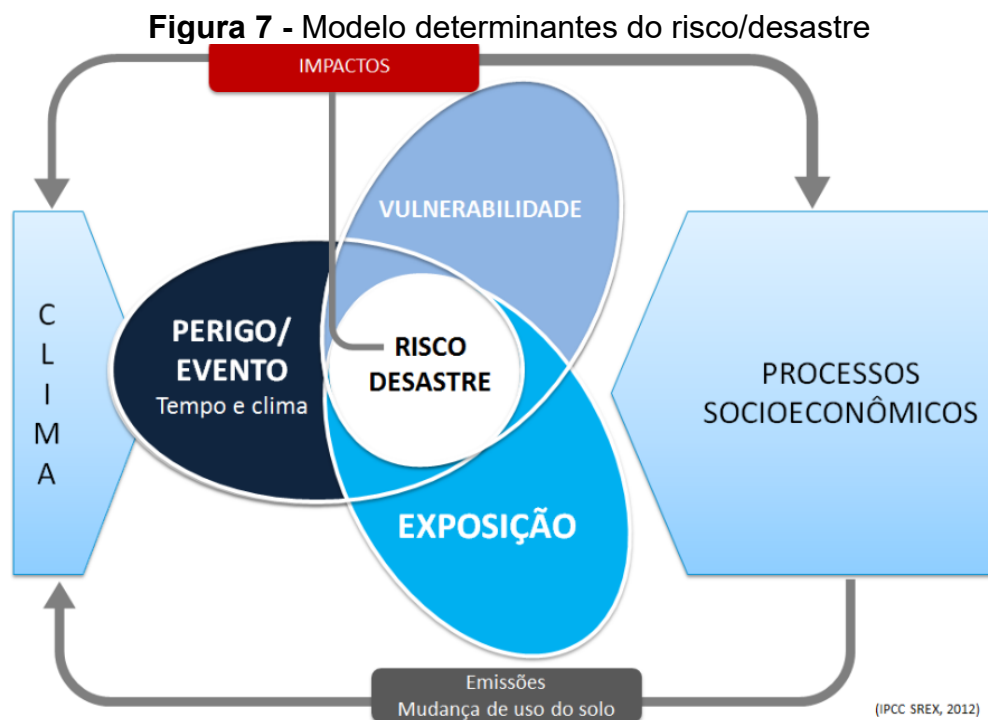 Figura 7 - Modelo determinantes do risco/desastre
IMPACTOS
VULNERABILIDADE
C
L
I
M
A
PERIGO/
EVENTO
Tempo e clima
RISCO
DESASTRE
PROCESSOS
SOCIOECONÔMICOS
EXPOSIÇÃO
Emissões
Mudança de uso do solo
(IPCC SREX, 2012)